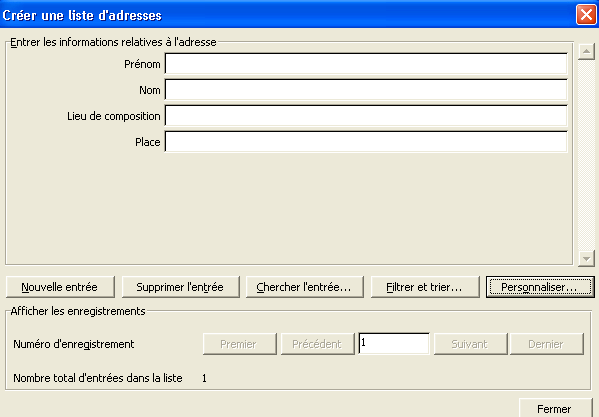 Créer une liste d'adresses
Entrer les informations relatives à l'adresse
Prénom
Nom
Lieu de composition
Place
Nouvelle entrée Supprimer l'entrée Chercher l'entrée... Filtrer et trier... Personnaliser...
Afficher les enregistrements
Numéro d'enregistrement Premier Précédent 1 Suivant Dernier
Nombre total d'entrées dans la liste 1
Fermer